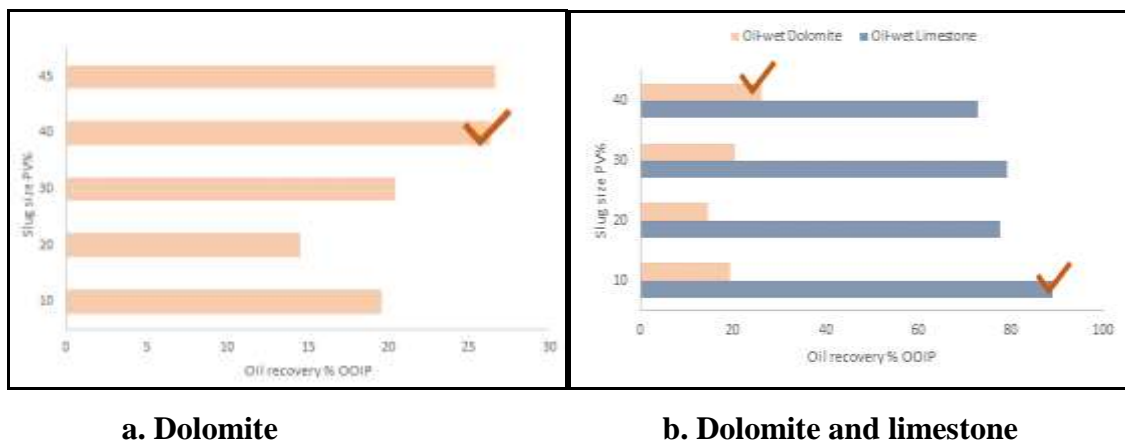 45
40
30
20
10
Slug size PV%
0 5 10 15 20 25 30
Oil recovery % OOIP
Oil-wet Dolomite Oil-wet Limestone
40
30
20
10
Slug size PV%
0 20 40 60 80 100
Oil recovery % OOIP
a. Dolomite
b. Dolomite and limestone